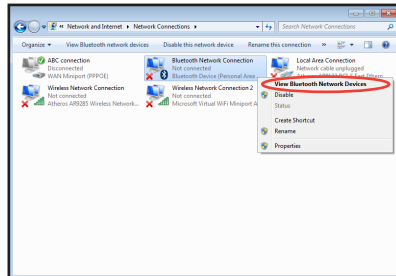 « Network and Internet ▸ Network Connections ▸
Search Network Connections
Organize ▾ View Bluetooth network devices Disable this network device Rename this connection »
ABC connection
Disconnected
WAN Miniport (PPPOE)
Bluetooth Network Connection
Not connected
Bluetooth Device (Personal Area ...
Local Area Connection
Network cable unplugged
Wireless Network Connection
Not connected
Atheros AR9285 Wireless Network...
Wireless Network Connection 2
Not connected
Microsoft Virtual WiFi Miniport A
View Bluetooth Network Devices
Disable
Status
Create Shortcut
Rename
Properties